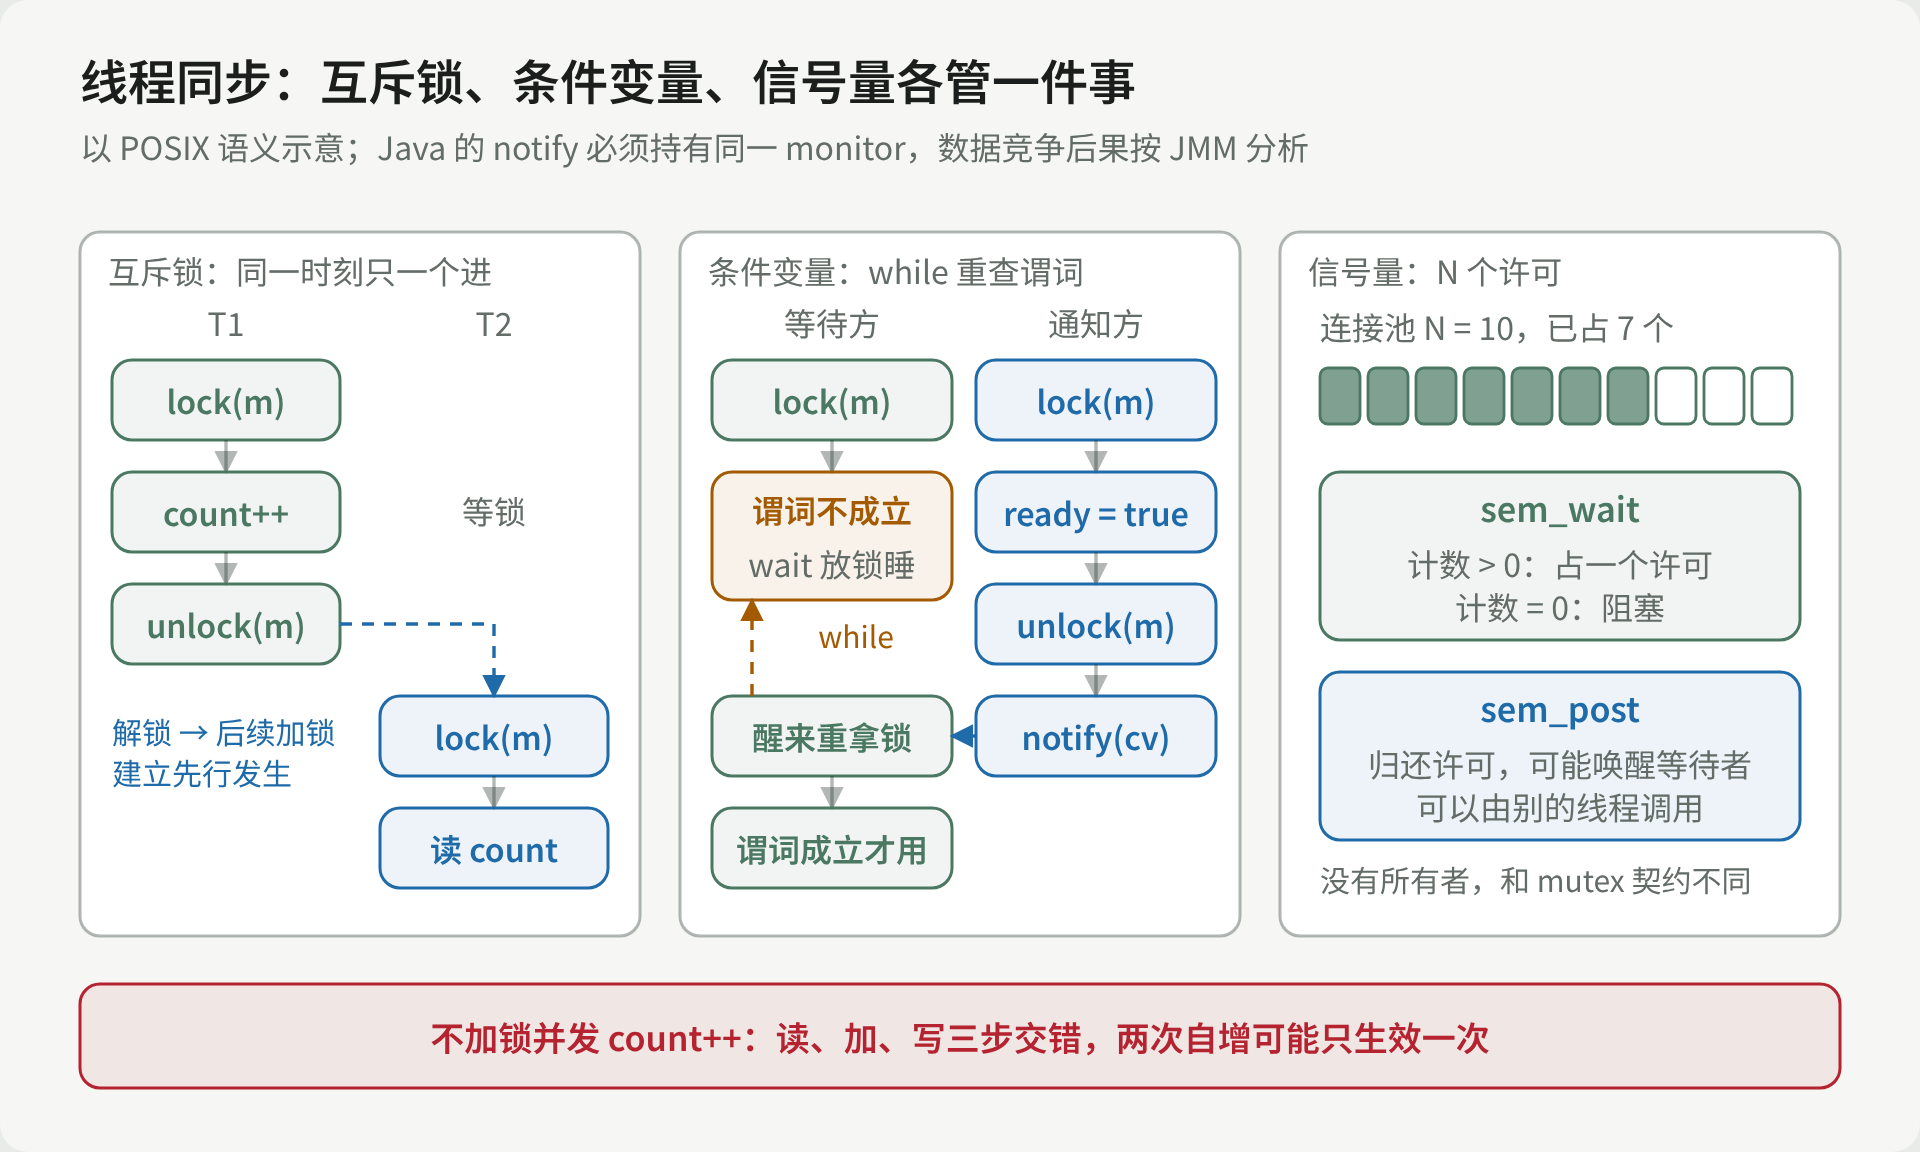 线程同步：互斥锁、条件变量、信号量各管一件事
以 POSIX 语义示意；Java 的 notify 必须持有同一 monitor，数据竞争后果按 JMM 分析
互斥锁：同一时刻只一个进
T1
T2
lock(m)
count++
等锁
unlock(m)
解锁 → 后续加锁
建立先行发生
lock(m)
读 count
条件变量：while 重查谓词
等待方
通知方
lock(m)
lock(m)
谓词不成立
wait 放锁睡
ready = true
while
unlock(m)
醒来重拿锁
notify(cv)
谓词成立才用
信号量：N 个许可
连接池 N = 10，已占 7 个
sem_wait
计数 > 0：占一个许可
计数 = 0：阻塞
sem_post
归还许可，可能唤醒等待者
可以由别的线程调用
没有所有者，和 mutex 契约不同
不加锁并发 count++：读、加、写三步交错，两次自增可能只生效一次